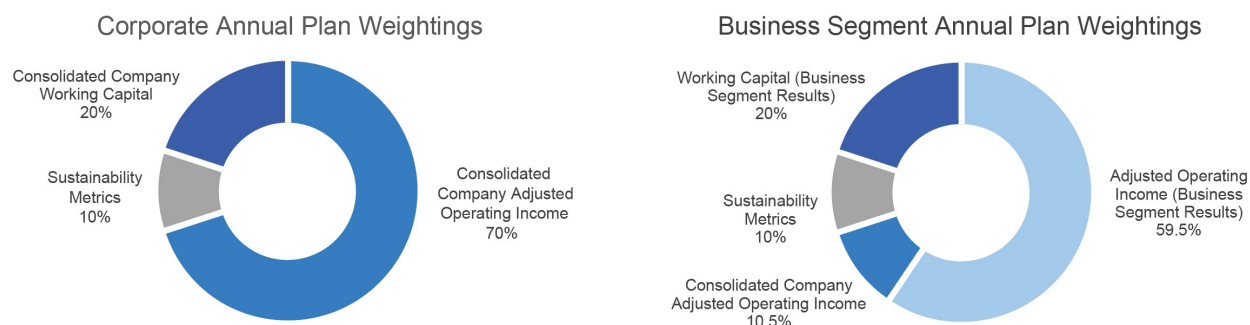 Corporate Annual Plan Weightings
Consolidated Company
Working Capital
20%
Sustainability
Metrics
10%
Consolidated
Company Adjusted
Operating Income
70%
Business Segment Annual Plan Weightings
Working Capital (Business
Segment Results)
20%
Sustainability
Metrics
10%
Consolidated Company
Adjusted Operating Income
10.5%
Adjusted Operating
Income (Business
Segment Results)
59.5%